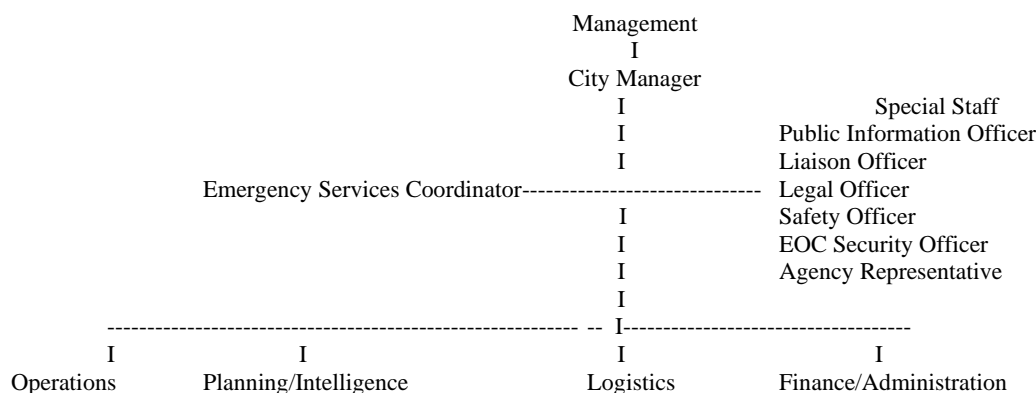 Management
I
City Manager
I Special Staff
I Public Information Officer
I Liaison Officer
Emergency Services Coordinator------------------------------ Legal Officer
I Safety Officer
I EOC Security Officer
I Agency Representative
I
------------------------------------------------------------ -- I-------------------------------------
I I I I
Operations Planning/Intelligence Logistics Finance/Administration